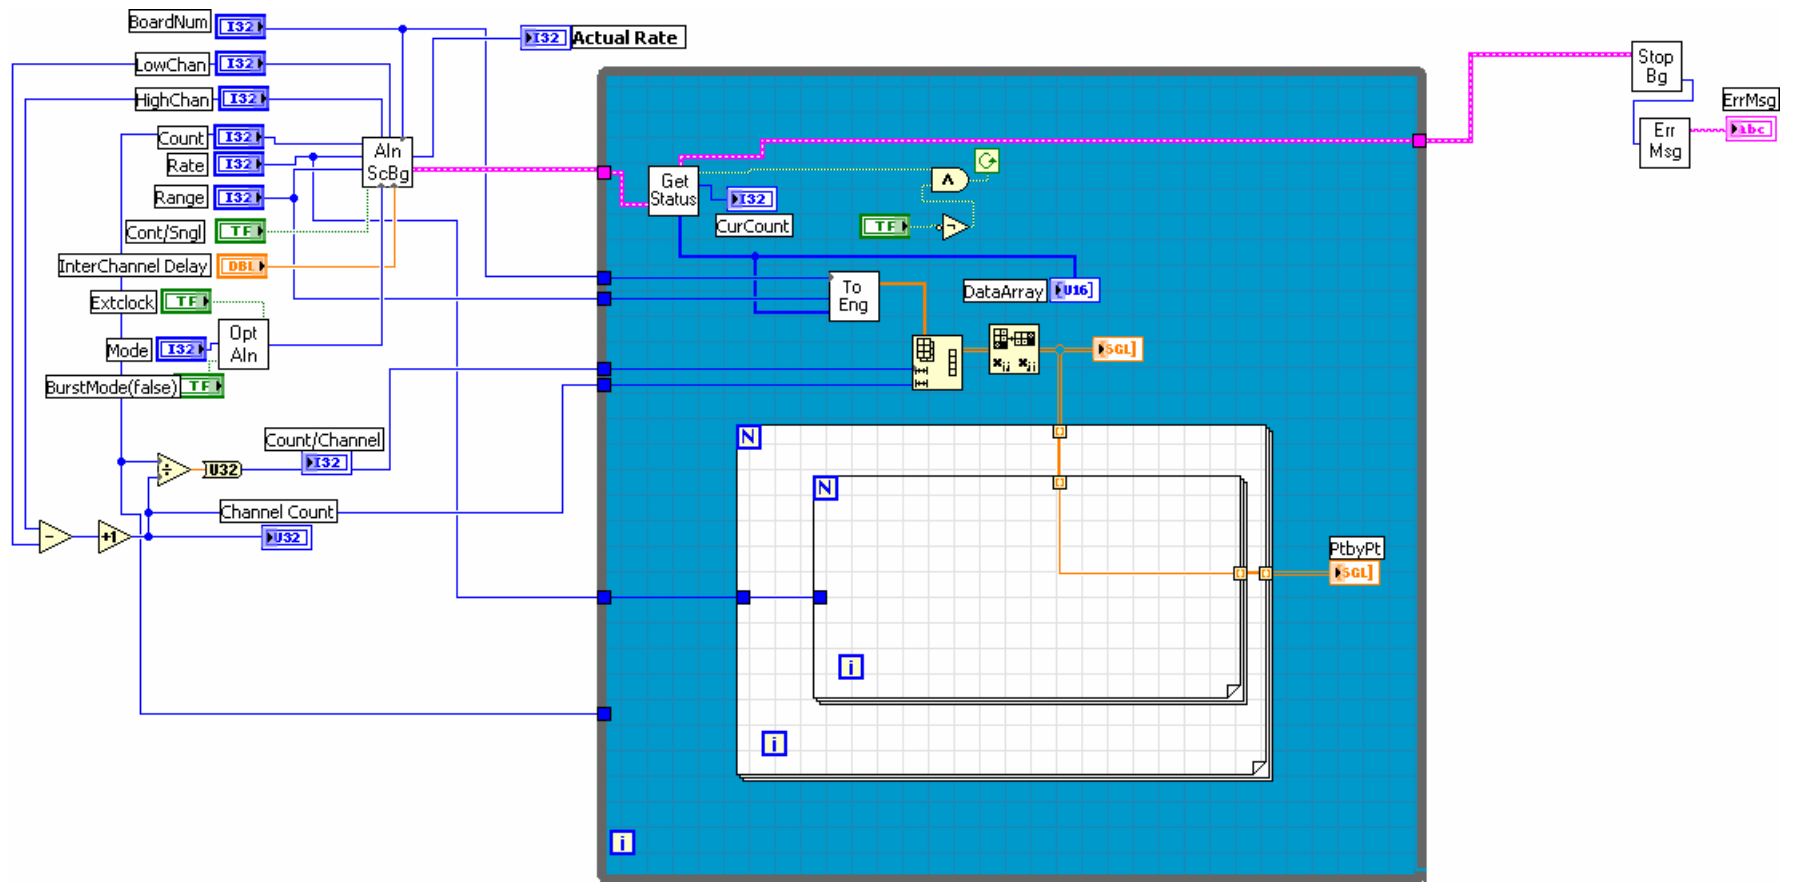 BoardNum I32
I32 Actual Rate
LowChan I32
HighChan I32
Count I32
Rate I32
Range I32
Cont/Sngl TF
InterChannel Delay DBL
Extclock TF
Mode I32
BurstMode(false) TF
AIn
ScBg
Opt
AIn
Count/Channel
÷ U32 I32
Channel Count
- +1 U32
Get
Status
I32
CurCount
TF
To
Eng
DataArray U16]
SGL]
N
N
i
i
i
PtbyPt
SGL]
Stop
Bg
Err
Msg
ErrMsg
abc